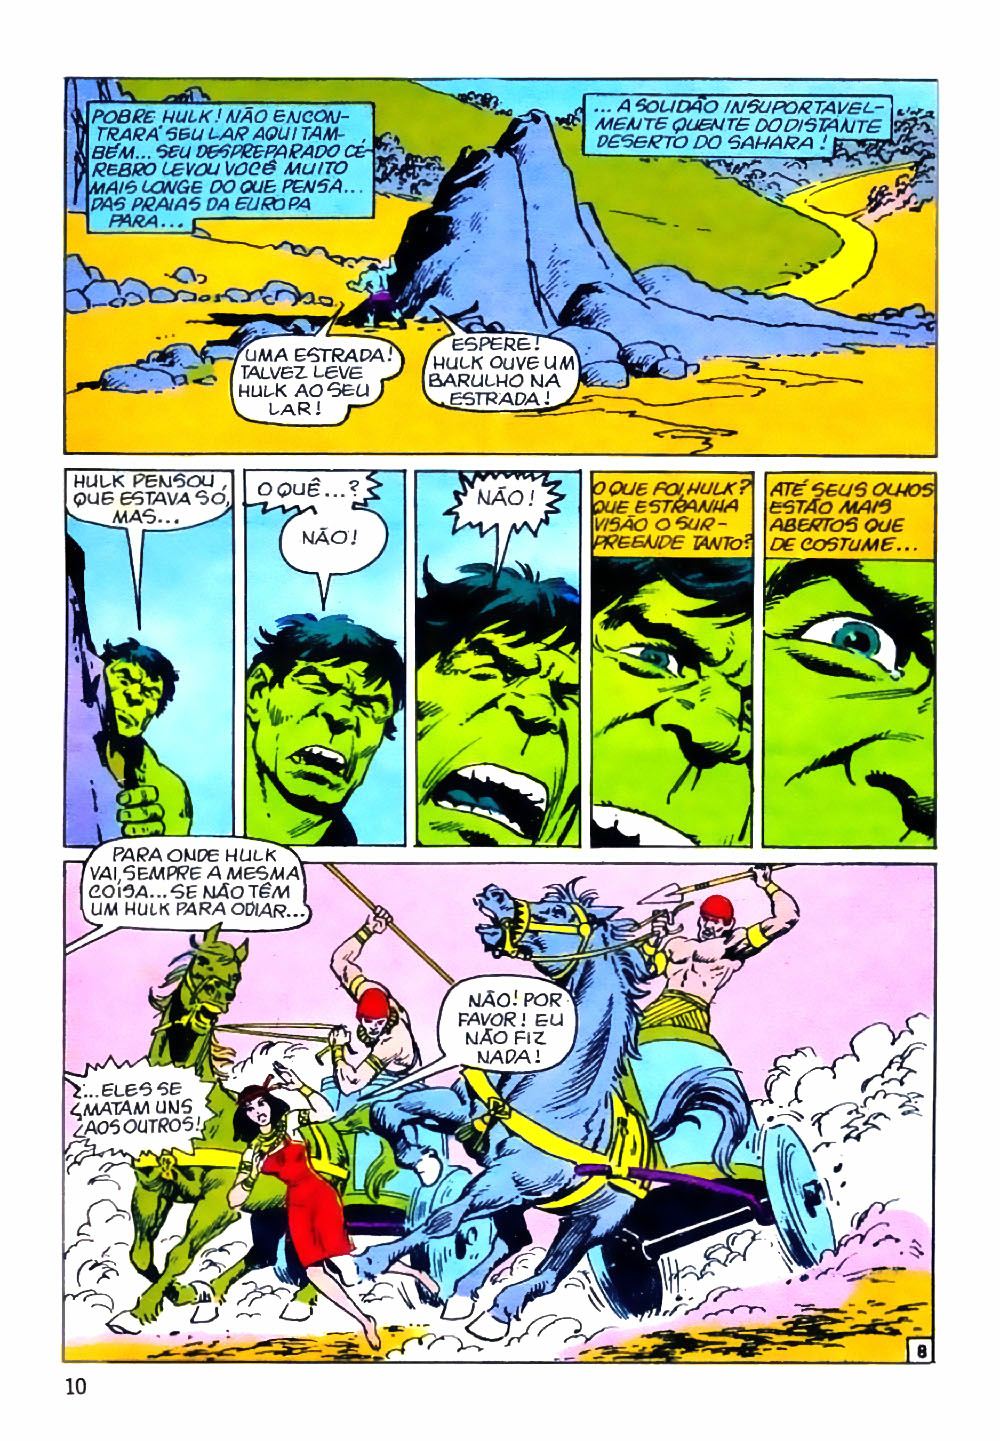 POBRE HULK! NÃO ENCON-
TRARÁ SEU LAR AQUI TAM-
BÉM... SEU DESPREPARADO CÉ-
REBRO LEVOU VOCÊ MUITO
MAIS LONGE DO QUE PENSA...
DAS PRAIAS DA EUROPA
PARA...
...A SOLIDÃO INSUPORTAVEL-
MENTE QUENTE DO DISTANTE
DESERTO DO SAHARA!
UMA ESTRADA!
TALVEZ LEVE
HULK AO SEU
LAR!
ESPERE!
HULK OUVE UM
BARULHO NA
ESTRADA!
HULK PENSOU
QUE ESTAVA SÓ,
MAS...
O QUÊ...?
NÃO!
NÃO!
O QUE FOI, HULK?
QUE ESTRANHA
VISÃO O SUR-
PREENDE TANTO?
ATÉ SEUS OLHOS
ESTÃO MAIS
ABERTOS QUE
DE COSTUME...
PARA ONDE HULK
VAI, SEMPRE A MESMA
COISA... SE NÃO TÊM
UM HULK PARA ODIAR...
...ELES SE
MATAM UNS
AOS OUTROS!
NÃO! POR
FAVOR! EU
NÃO FIZ
NADA!
8
10